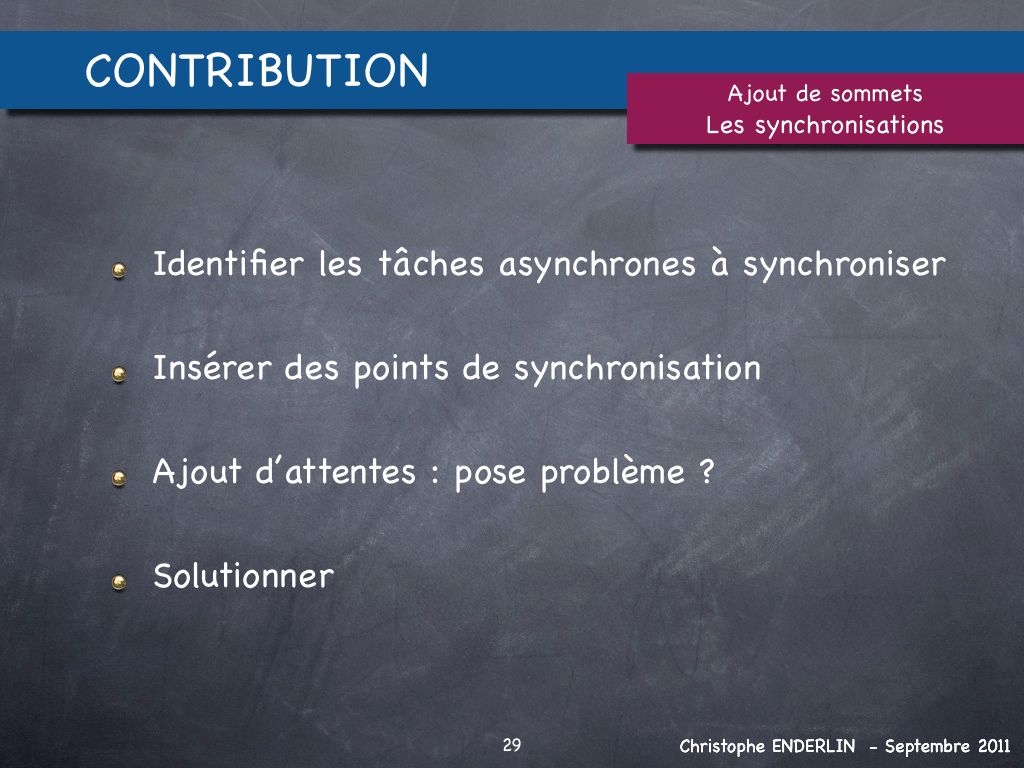 CONTRIBUTION
Ajout de sommets
Les synchronisations
Identifier les tâches asynchrones à synchroniser
Insérer des points de synchronisation
Ajout d'attentes : pose problème ?
Solutionner
29
Christophe ENDERLIN - Septembre 2011